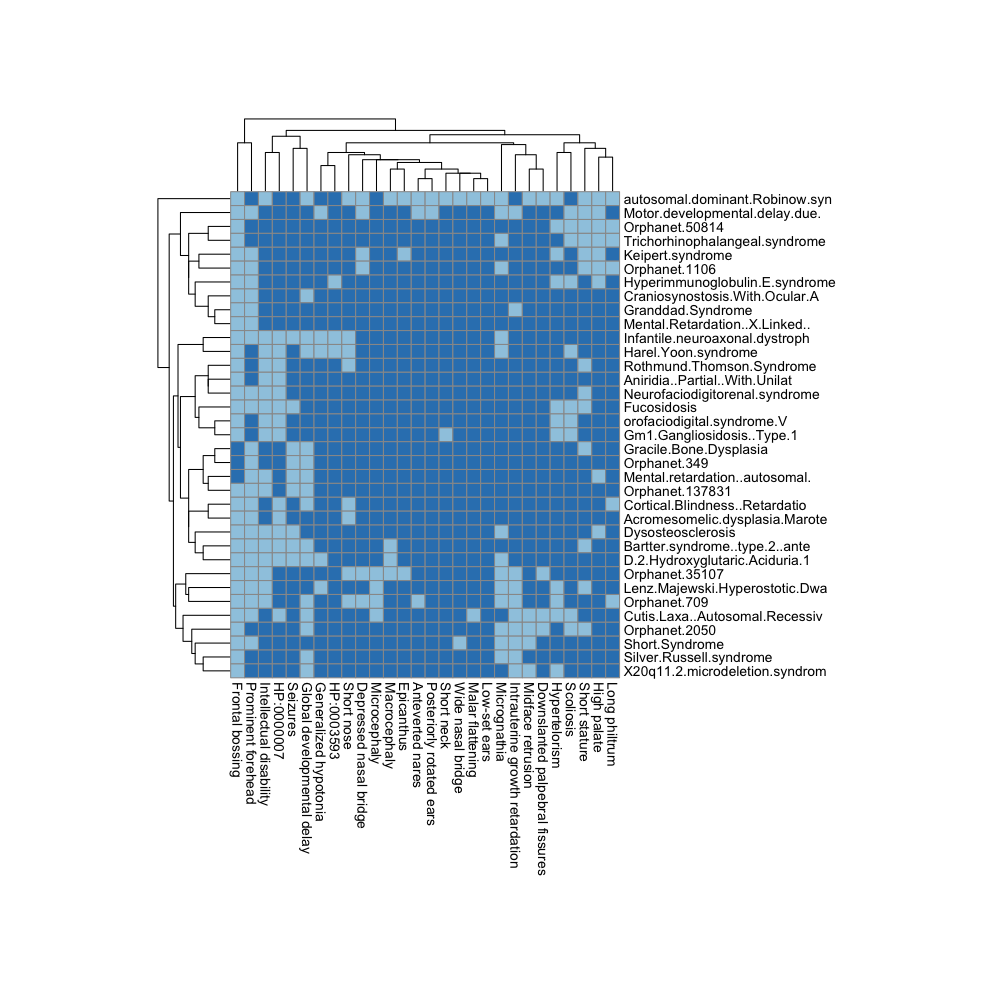 autosomal.dominant.Robinow.syn
Motor.developmental.delay.due.
Orphanet.50814
Trichorhinophalangeal.syndrome
Keipert.syndrome
Orphanet.1106
Hyperimmunoglobulin.E.syndrome
Craniosynostosis.With.Ocular.A
Granddad.Syndrome
Mental.Retardation..X.Linked..
Infantile.neuroaxonal.dystroph
Harel.Yoon.syndrome
Rothmund.Thomson.Syndrome
Aniridia..Partial..With.Unilat
Neurofaciodigitorenal.syndrome
Fucosidosis
orofaciodigital.syndrome.V
Gm1.Gangliosidosis..Type.1
Gracile.Bone.Dysplasia
Orphanet.349
Mental.retardation..autosomal.
Orphanet.137831
Cortical.Blindness..Retardatio
Acromesomelic.dysplasia.Marote
Dysosteosclerosis
Bartter.syndrome..type.2..ante
D.2.Hydroxyglutaric.Aciduria.1
Orphanet.35107
Lenz.Majewski.Hyperostotic.Dwa
Orphanet.709
Cutis.Laxa..Autosomal.Recessiv
Orphanet.2050
Short.Syndrome
Silver.Russell.syndrome
X20q11.2.microdeletion.syndrom
Frontal bossing
Prominent forehead
Intellectual disability
HP:0000007
Seizures
Global developmental delay
Generalized hypotonia
HP:0003593
Short nose
Depressed nasal bridge
Microcephaly
Macrocephaly
Epicanthus
Anteverted nares
Posteriorly rotated ears
Short neck
Wide nasal bridge
Malar flattening
Low-set ears
Micrognathia
Intrauterine growth retardation
Midface retrusion
Downslanted palpebral fissures
Hypertelorism
Scoliosis
Short stature
High palate
Long philtrum